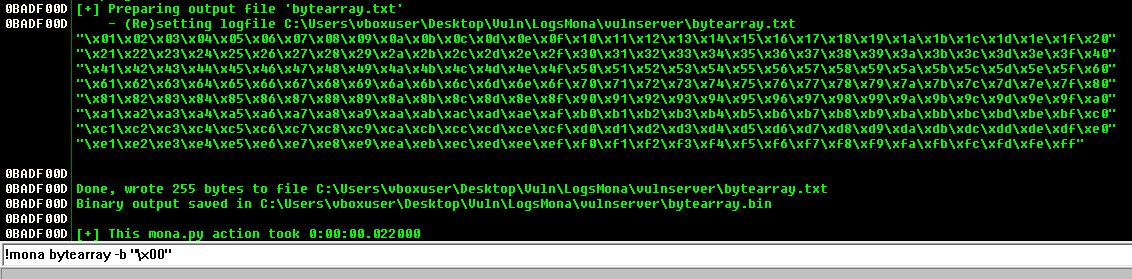 0BADF00D [+] Preparing output file 'bytearray.txt'
0BADF00D - (Re)setting logfile C:\Users\vboxuser\Desktop\Vuln\LogsMona\vulnserver\bytearray.txt
"\x01\x02\x03\x04\x05\x06\x07\x08\x09\x0a\x0b\x0c\x0d\x0e\x0f\x10\x11\x12\x13\x14\x15\x16\x17\x18\x19\x1a\x1b\x1c\x1d\x1e\x1f\x20"
"\x21\x22\x23\x24\x25\x26\x27\x28\x29\x2a\x2b\x2c\x2d\x2e\x2f\x30\x31\x32\x33\x34\x35\x36\x37\x38\x39\x3a\x3b\x3c\x3d\x3e\x3f\x40"
"\x41\x42\x43\x44\x45\x46\x47\x48\x49\x4a\x4b\x4c\x4d\x4e\x4f\x50\x51\x52\x53\x54\x55\x56\x57\x58\x59\x5a\x5b\x5c\x5d\x5e\x5f\x60"
"\x61\x62\x63\x64\x65\x66\x67\x68\x69\x6a\x6b\x6c\x6d\x6e\x6f\x70\x71\x72\x73\x74\x75\x76\x77\x78\x79\x7a\x7b\x7c\x7d\x7e\x7f\x80"
"\x81\x82\x83\x84\x85\x86\x87\x88\x89\x8a\x8b\x8c\x8d\x8e\x8f\x90\x91\x92\x93\x94\x95\x96\x97\x98\x99\x9a\x9b\x9c\x9d\x9e\x9f\xa0"
"\xa1\xa2\xa3\xa4\xa5\xa6\xa7\xa8\xa9\xaa\xab\xac\xad\xae\xaf\xb0\xb1\xb2\xb3\xb4\xb5\xb6\xb7\xb8\xb9\xba\xbb\xbc\xbd\xbe\xbf\xc0"
"\xc1\xc2\xc3\xc4\xc5\xc6\xc7\xc8\xc9\xca\xcb\xcc\xcd\xce\xcf\xd0\xd1\xd2\xd3\xd4\xd5\xd6\xd7\xd8\xd9\xda\xdb\xdc\xdd\xde\xdf\xe0"
"\xe1\xe2\xe3\xe4\xe5\xe6\xe7\xe8\xe9\xea\xeb\xec\xed\xee\xef\xf0\xf1\xf2\xf3\xf4\xf5\xf6\xf7\xf8\xf9\xfa\xfb\xfc\xfd\xfe\xff"
0BADF00D
0BADF00D Done, wrote 255 bytes to file C:\Users\vboxuser\Desktop\Vuln\LogsMona\vulnserver\bytearray.txt
0BADF00D Binary output saved in C:\Users\vboxuser\Desktop\Vuln\LogsMona\vulnserver\bytearray.bin
0BADF00D
0BADF00D [+] This mona.py action took 0:00:00.022000
!mona bytearray -b "\x00"